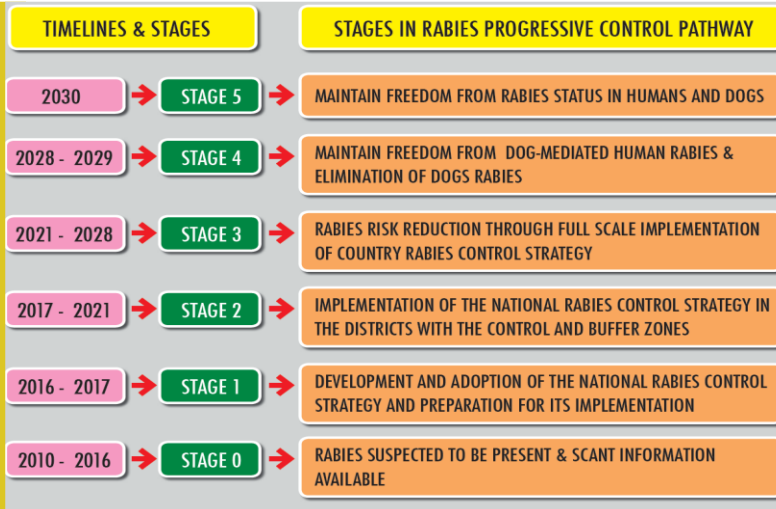 TIMELINES & STAGES
STAGES IN RABIES PROGRESSIVE CONTROL PATHWAY
2030
STAGE 5
MAINTAIN FREEDOM FROM RABIES STATUS IN HUMANS AND DOGS
2028 - 2029
STAGE 4
MAINTAIN FREEDOM FROM DOG-MEDIATED HUMAN RABIES &
ELIMINATION OF DOGS RABIES
2021 - 2028
STAGE 3
RABIES RISK REDUCTION THROUGH FULL SCALE IMPLEMENTATION
OF COUNTRY RABIES CONTROL STRATEGY
2017 - 2021
STAGE 2
IMPLEMENTATION OF THE NATIONAL RABIES CONTROL STRATEGY IN
THE DISTRICTS WITH THE CONTROL AND BUFFER ZONES
2016 - 2017
STAGE 1
DEVELOPMENT AND ADOPTION OF THE NATIONAL RABIES CONTROL
STRATEGY AND PREPARATION FOR ITS IMPLEMENTATION
2010 - 2016
STAGE 0
RABIES SUSPECTED TO BE PRESENT & SCANT INFORMATION
AVAILABLE